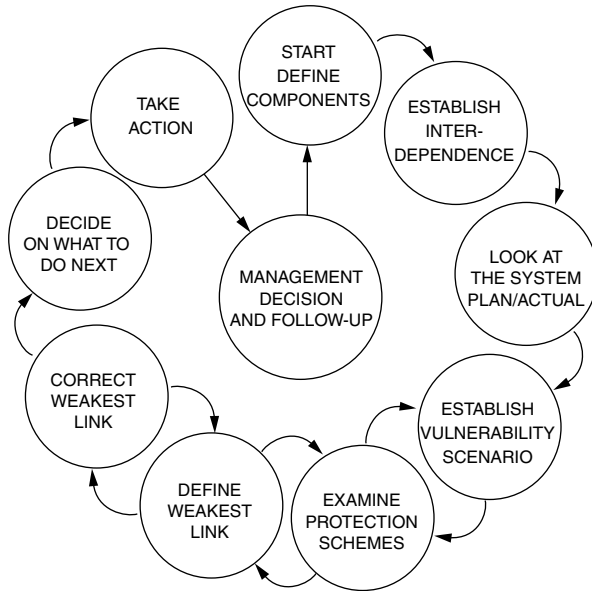 START
DEFINE
COMPONENTS
ESTABLISH
INTER-
DEPENDENCE
LOOK AT
THE SYSTEM
PLAN/ACTUAL
ESTABLISH
VULNERABILITY
SCENARIO
EXAMINE
PROTECTION
SCHEMES
DEFINE
WEAKEST
LINK
CORRECT
WEAKEST
LINK
DECIDE
ON WHAT TO
DO NEXT
TAKE
ACTION
MANAGEMENT
DECISION
AND FOLLOW-UP